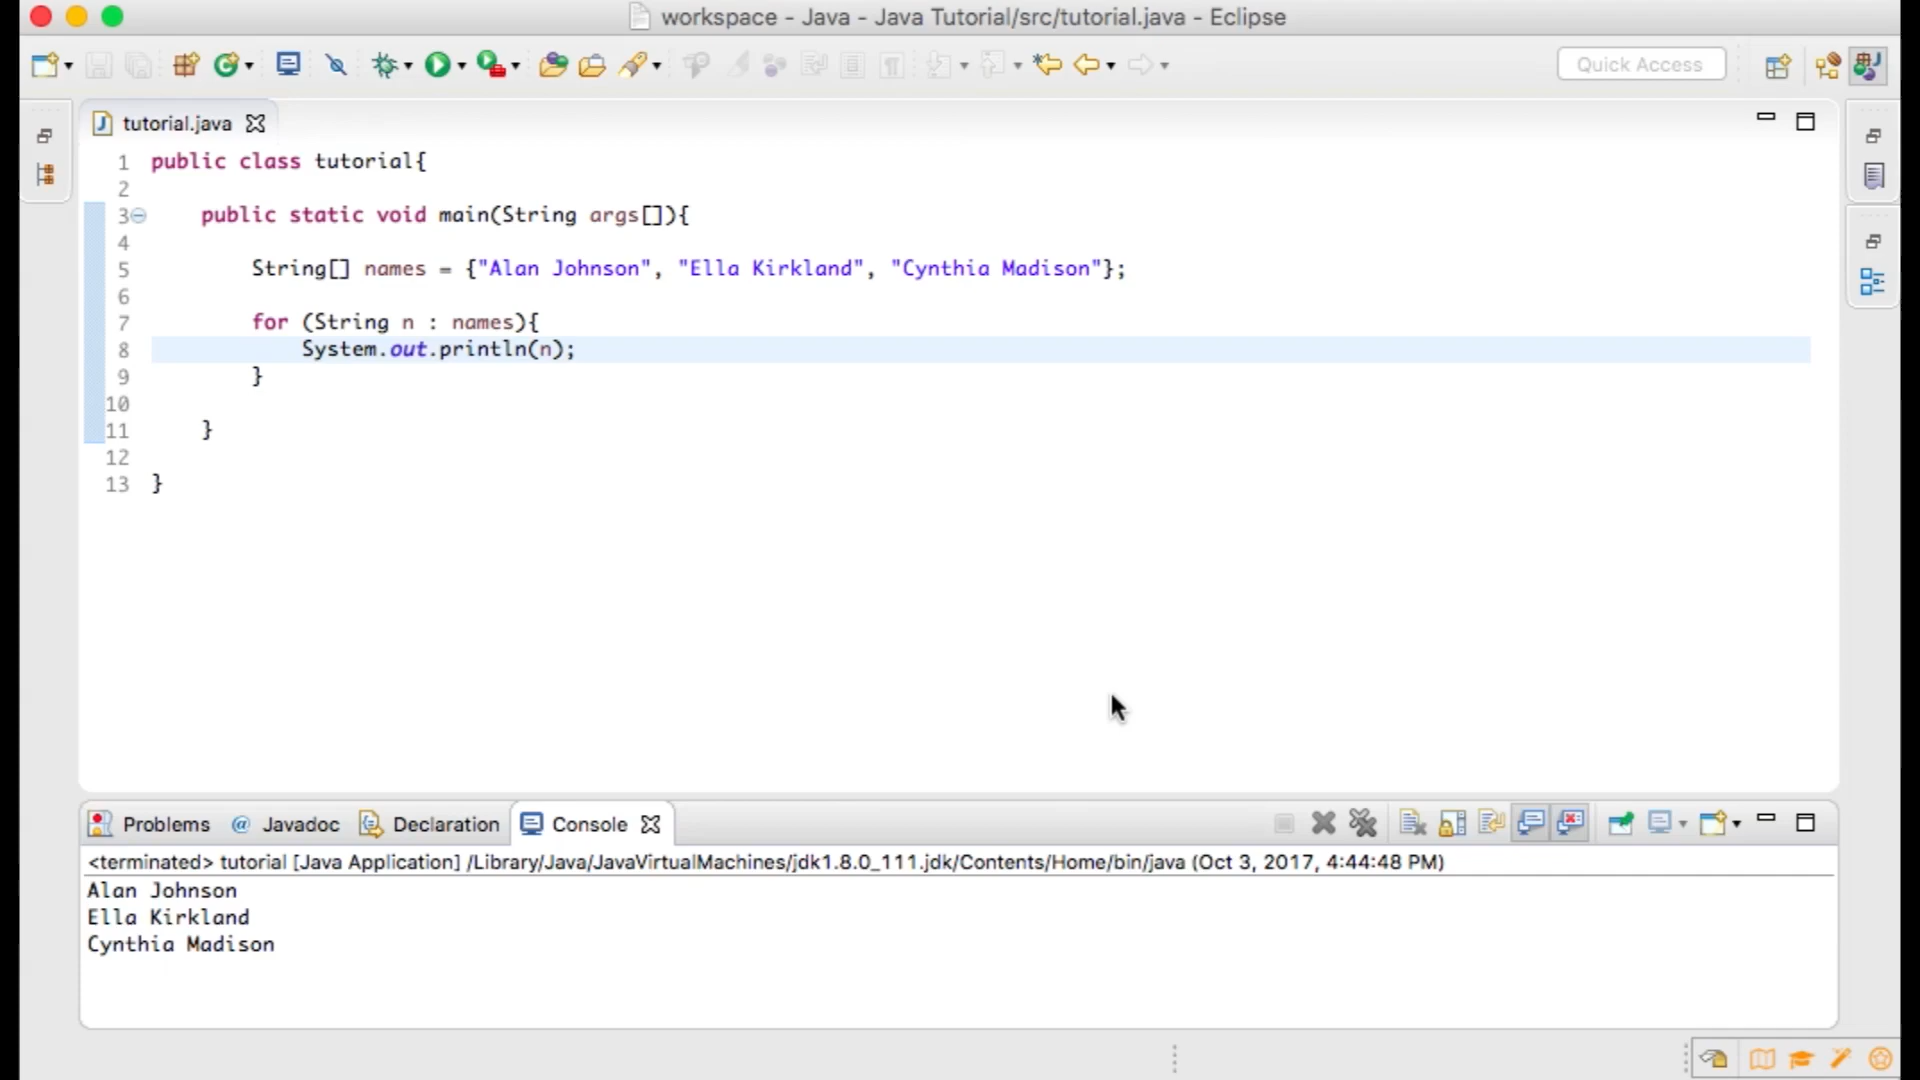 workspace - Java - Java Tutorial/src/tutorial.java - Eclipse
Quick Access
tutorial.java
1 public class tutorial{
2
3 public static void main(String args[]){
4
5 String[] names = {"Alan Johnson", "Ella Kirkland", "Cynthia Madison"};
6
7 for (String n : names){
8 System.out.println(n);
9 }
10
11 }
12
13 }
Problems @ Javadoc Declaration Console
<terminated> tutorial [Java Application] /Library/Java/JavaVirtualMachines/jdk1.8.0_111.jdk/Contents/Home/bin/java (Oct 3, 2017, 4:44:48 PM)
Alan Johnson
Ella Kirkland
Cynthia Madison